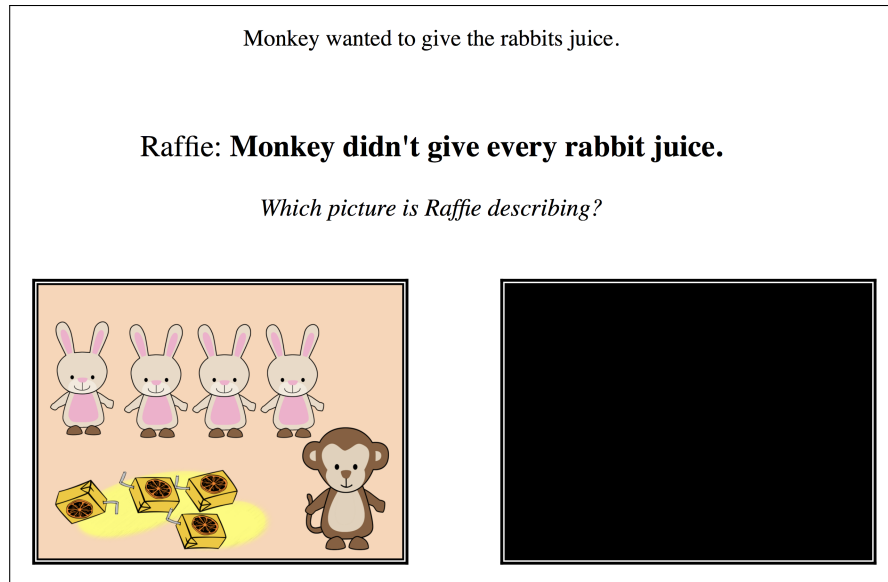 Monkey wanted to give the rabbits juice.
Raffie: Monkey didn't give every rabbit juice.
Which picture is Raffie describing?